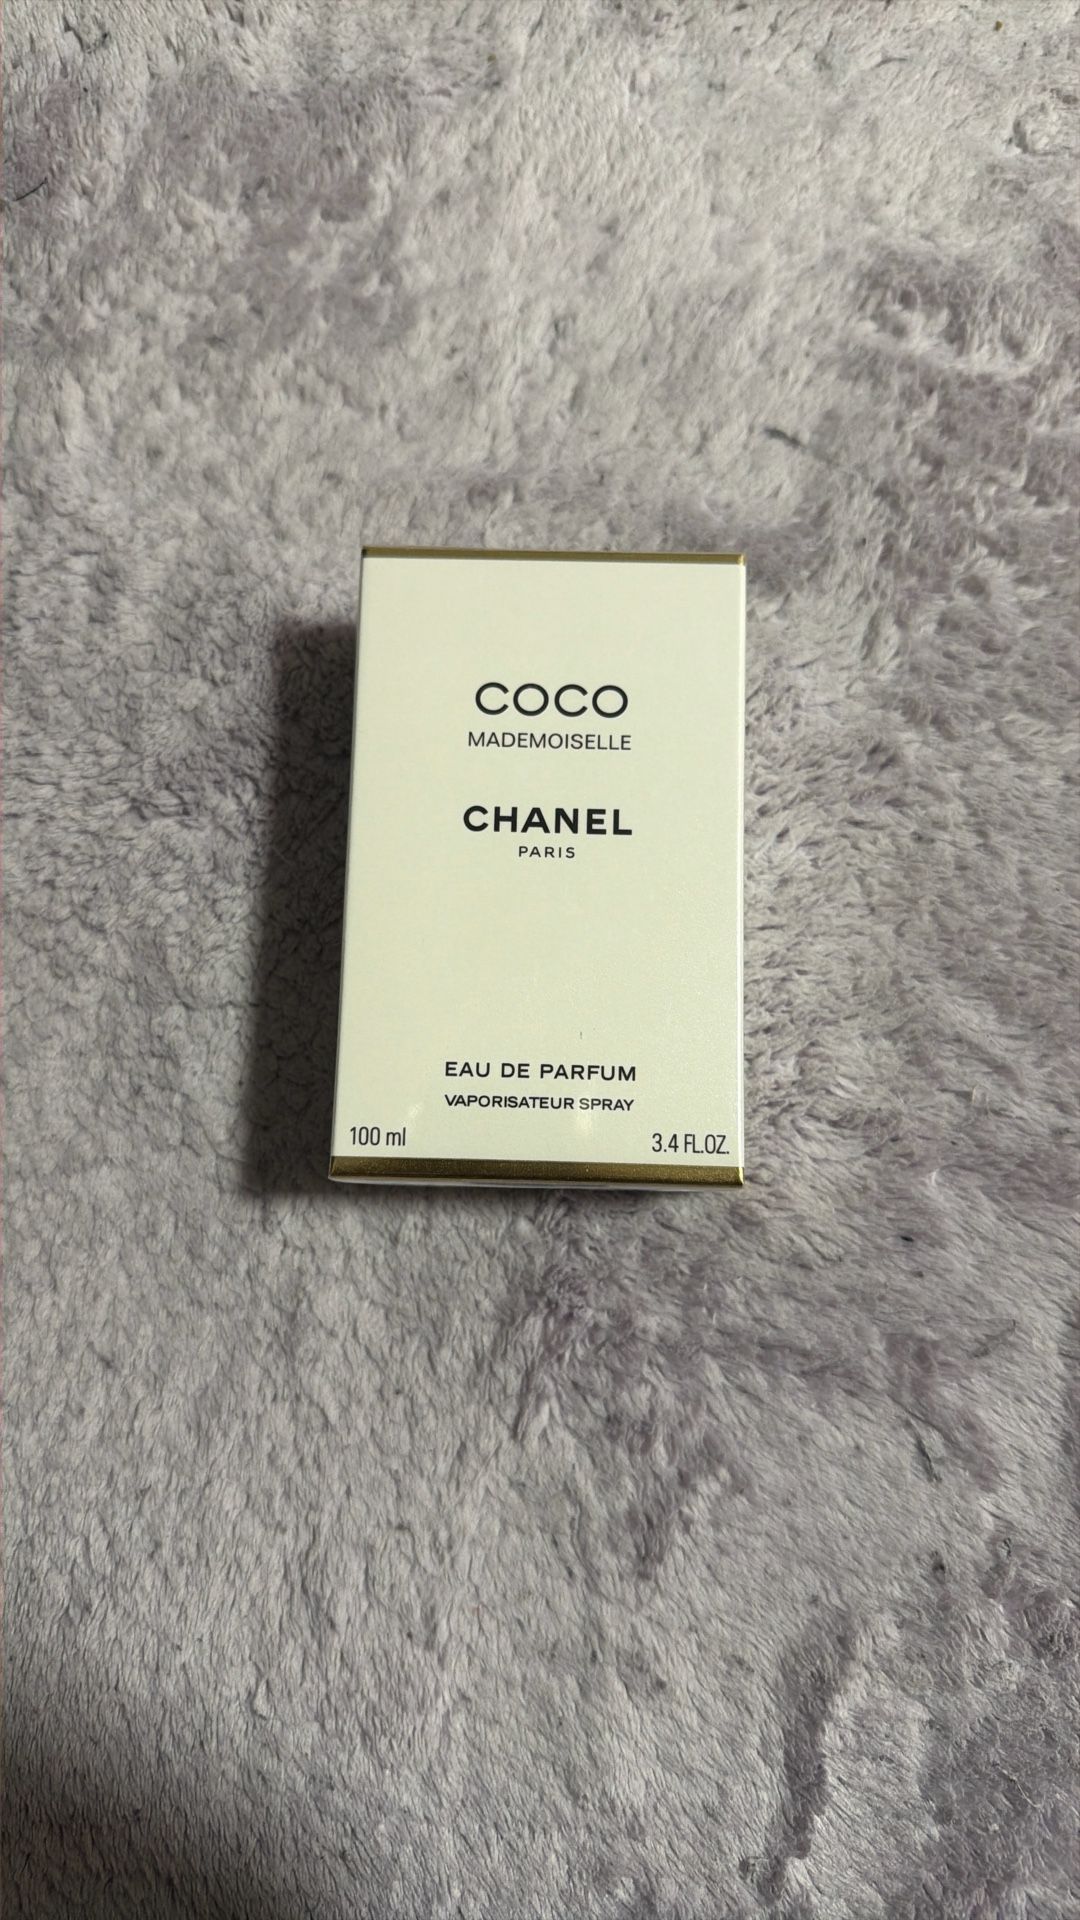 COCO
MADEMOISELLE
CHANEL
PARIS
EAU DE PARFUM
VAPORISATEUR SPRAY
100 ml 3.4 FL.OZ.